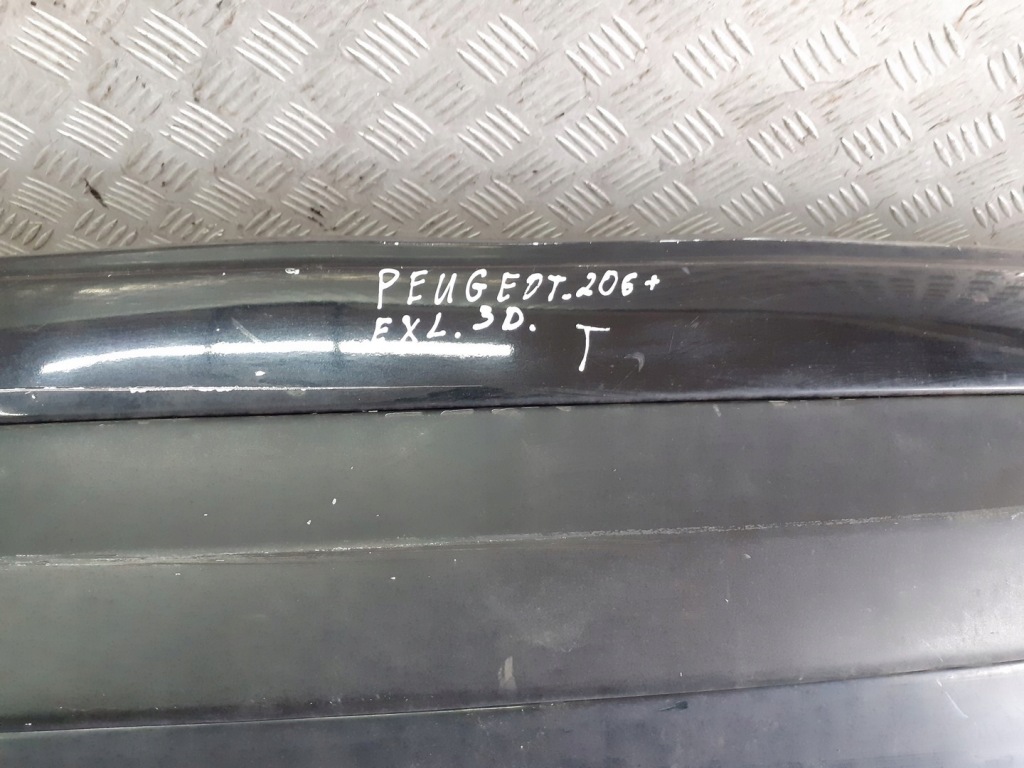 PEUGEOT.206+
EXL. 3D.
T